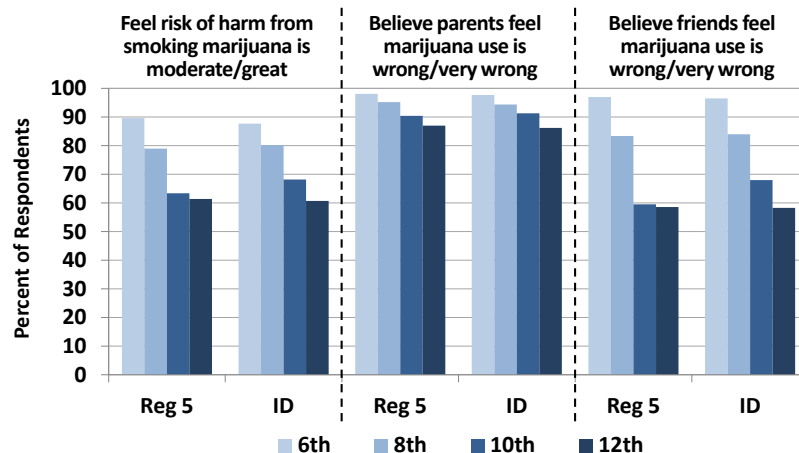 Feel risk of harm from
smoking marijuana is
moderate/great
Believe parents feel
marijuana use is
wrong/very wrong
Believe friends feel
marijuana use is
wrong/very wrong
Percent of Respondents
100
90
80
70
60
50
40
30
20
10
0
Reg 5 ID Reg 5 ID Reg 5 ID
6th 8th 10th 12th